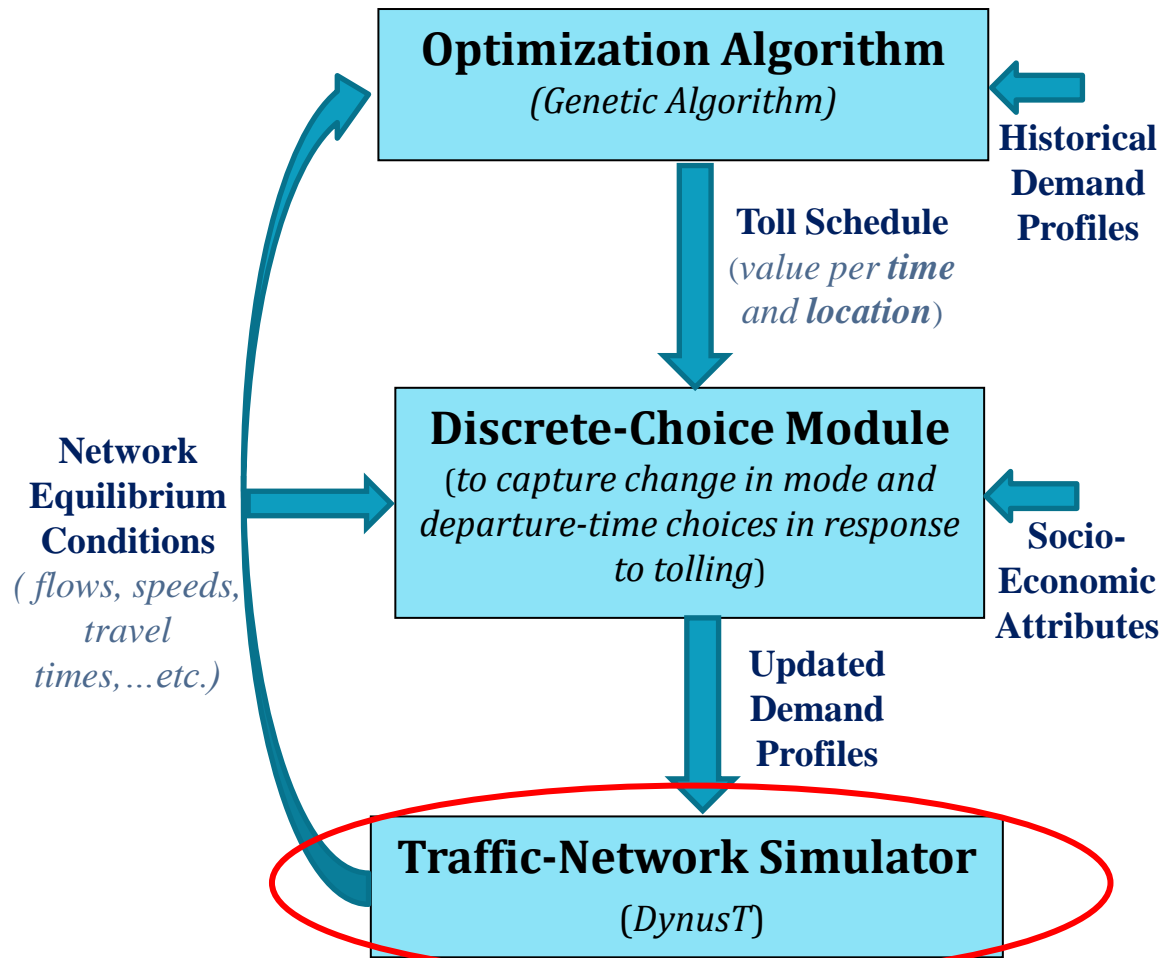 Optimization Algorithm
(Genetic Algorithm)
Historical
Demand
Profiles
Toll Schedule
(value per time
and location)
Discrete-Choice Module
(to capture change in mode and
departure-time choices in response
to tolling)
Network
Equilibrium
Conditions
( flows, speeds,
travel
times,...etc.)
Socio-
Economic
Attributes
Updated
Demand
Profiles
Traffic-Network Simulator
(DynusT)